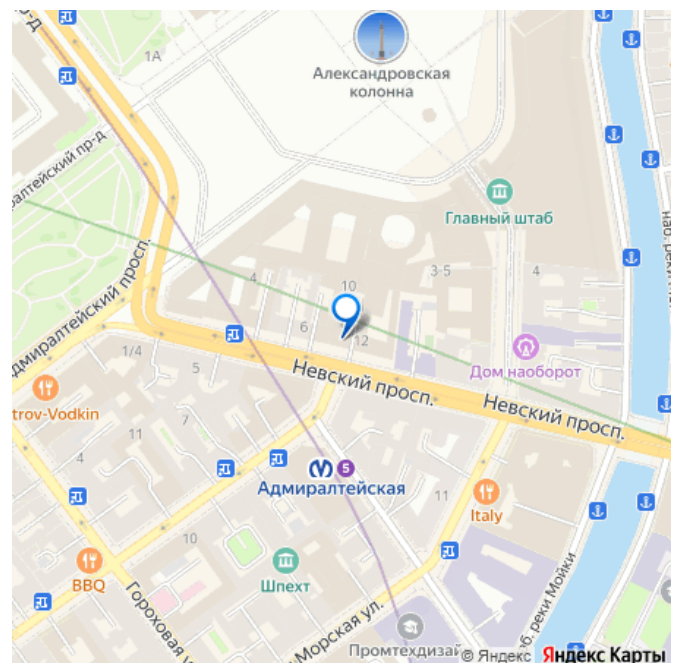 р-д
1А
Александровская
колонна
ралтейский пр-д
Главный штаб
наб. реки
4
10
3-5
4
Адмиралтейский просп.
6
12
1/4
5
Дом наоборот
Невский просп.
Невский просп.
trov-Vodkin
11
7
4
5
Адмиралтейская
11
Italy
10
BBQ
Шпехт
Гороховая
Морская ул.
Промтехдизай
наб. реки Мойки
© Яндекс Яндекс Карты